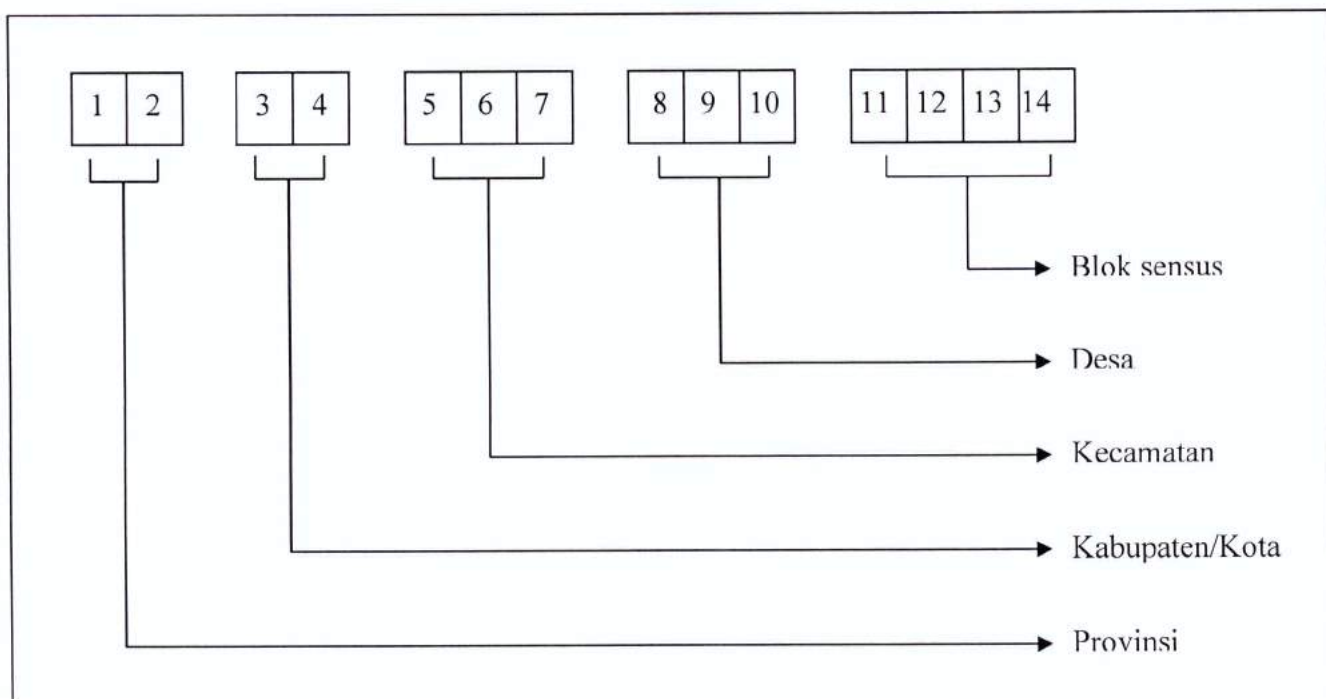 1 2 3 4 5 6 7 8 9 10 11 12 13 14
Blok sensus
Desa
Kecamatan
Kabupaten/Kota
Provinsi